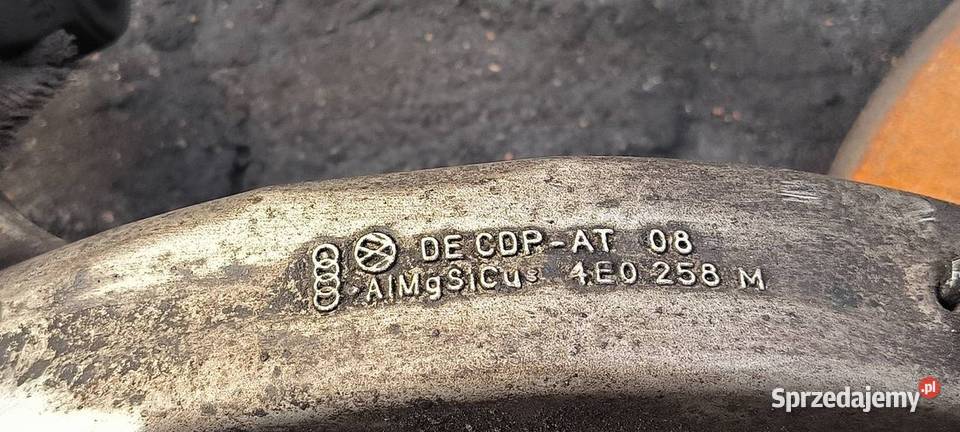 DE CDP-AT 08
AlMgSiCu 4E0 258 M
Sprzedajemy.pl